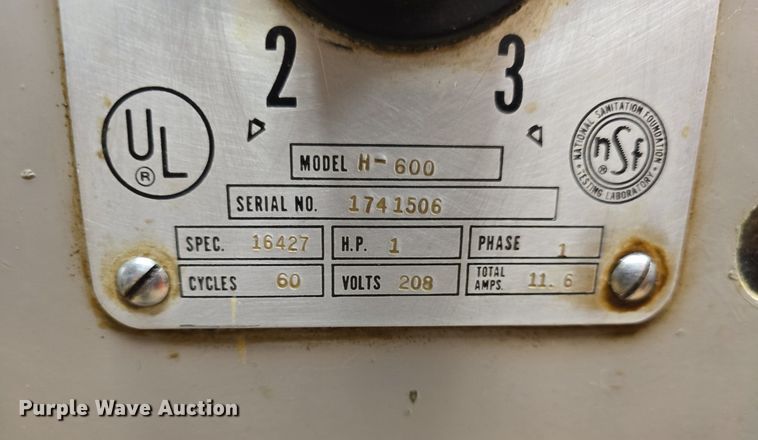 2 3
UL
®
NATIONAL SANITATION FOUNDATION
nsf
®
TESTING LABORATORY
MODEL H-600
SERIAL NO. 1741506
SPEC. 16427 H.P. 1 PHASE 1
CYCLES 60 VOLTS 208 TOTAL AMPS. 11.6
Purple Wave Auction